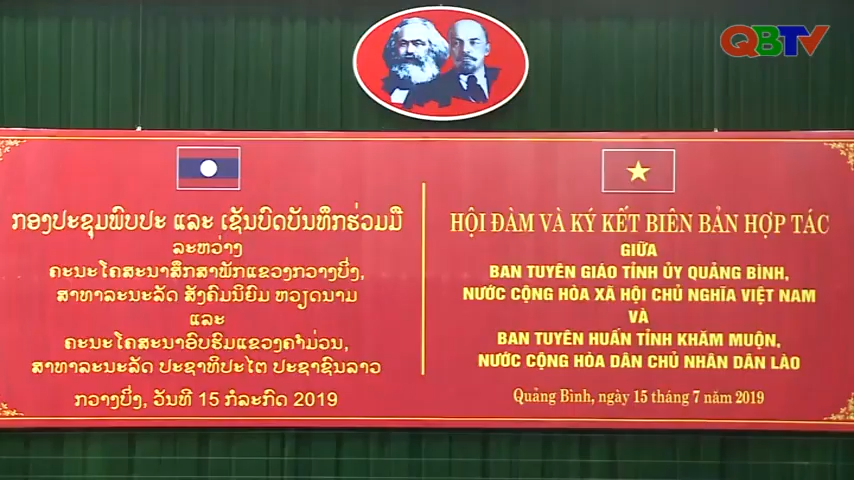 QBTV
ກອງປະຊຸມພົບປະ ແລະ ເຊັນບົດບັນທຶກຮ່ວມມື
ລະຫວ່າງ
ຄະນະໂຄສະນາສຶກສາພັກແຂວງກວາງບິ່ງ,
ສາທາລະນະລັດ ສັງຄົມນິຍົມ ຫວຽດນາມ
ແລະ
ຄະນະໂຄສະນາອົບຮົມແຂວງຄຳມ່ວນ,
ສາທາລະນະລັດ ປະຊາທິປະໄຕ ປະຊາຊົນລາວ
ກວາງບິ່ງ, ວັນທີ 15 ກໍລະກົດ 2019
HỘI ĐÀM VÀ KÝ KẾT BIÊN BẢN HỢP TÁC
GIỮA
BAN TUYÊN GIÁO TỈNH ỦY QUẢNG BÌNH,
NƯỚC CỘNG HÒA XÃ HỘI CHỦ NGHĨA VIỆT NAM
VÀ
BAN TUYÊN HUẤN TỈNH KHĂM MUỘN,
NƯỚC CỘNG HÒA DÂN CHỦ NHÂN DÂN LÀO
Quảng Bình, ngày 15 tháng 7 năm 2019